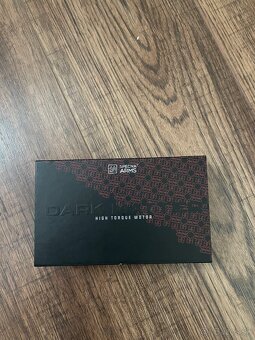 SPECNA
ARMS
DARK
HIGH TORQUE MOTOR